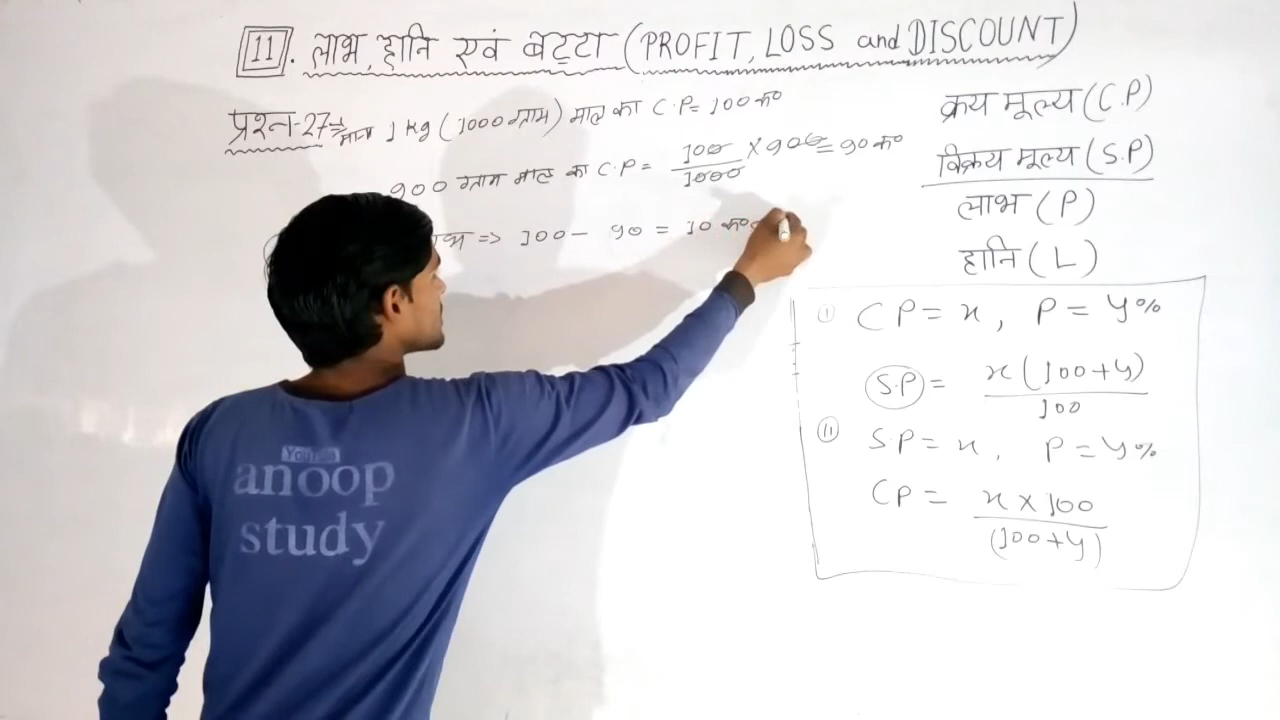 11. लाभ, हानि एवं बट्टा (PROFIT, LOSS and DISCOUNT)
प्रश्न-27⇒ माना 1 kg (1000 ग्राम) माल का C.P = 100 रू०
900 ग्राम माल का C.P = 100/1000 × 900 = 90 रू०
⇒ 100 - 90 = 10 रू०
क्रय मूल्य (C.P)
विक्रय मूल्य (S.P)
लाभ (P)
हानि (L)
(i) CP = x, P = y%
S.P = x(100+y)/100
(ii) S.P = x, P = y%
CP = x × 100/(100+y)
YouTube
anoop
study